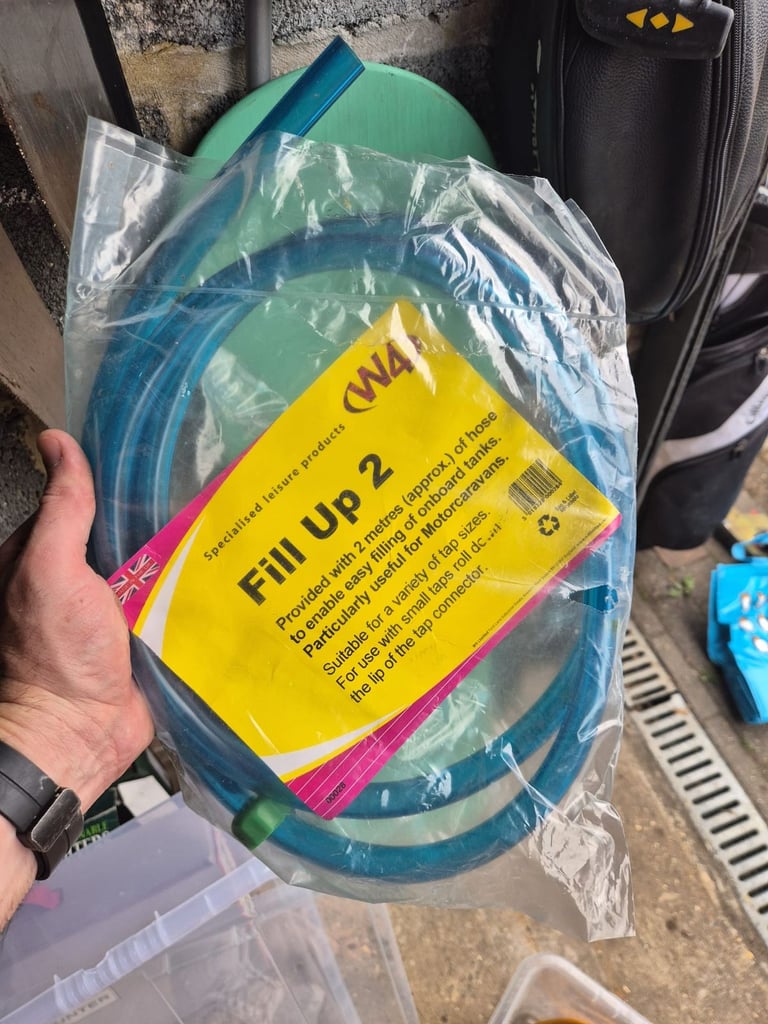 W4
Specialised leisure products
Fill Up 2
Provided with 2 metres (approx.) of hose
to enable easy filling of onboard tanks.
Particularly useful for Motorcaravans.
Suitable for a variety of tap sizes.
For use with small taps roll down
the lip of the tap connector.
00026
UNTER